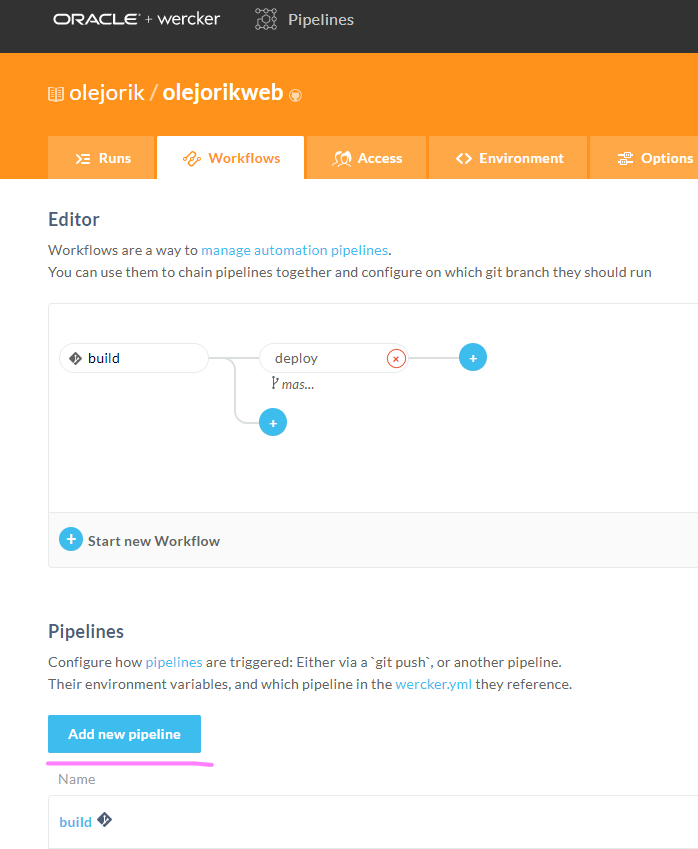 ORACLE + wercker Pipelines
olejorik / olejorikweb
Runs Workflows Access Environment Options
Editor
Workflows are a way to manage automation pipelines.
You can use them to chain pipelines together and configure on which git branch they should run
build deploy
mas...
Start new Workflow
Pipelines
Configure how pipelines are triggered: Either via a `git push`, or another pipeline.
Their environment variables, and which pipeline in the wercker.yml they reference.
Add new pipeline
Name
build